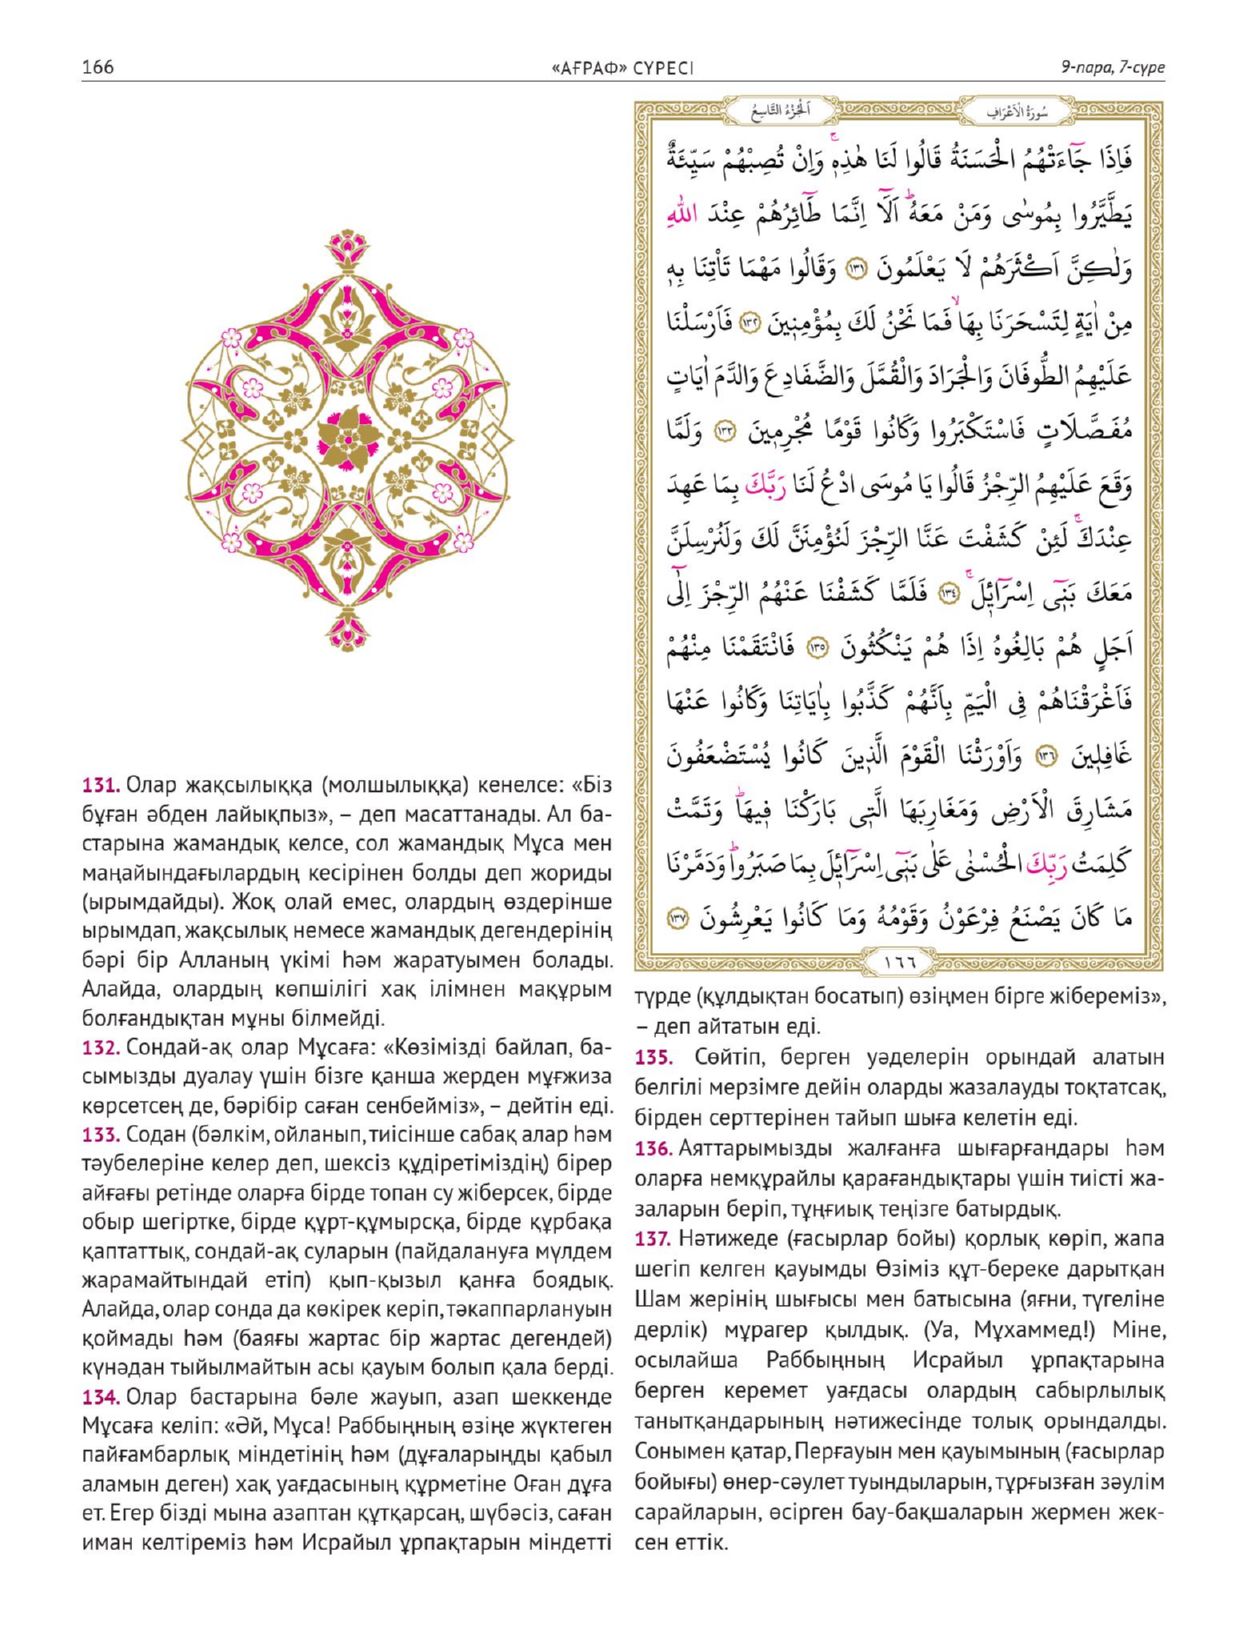 166
«АҒРАФ» СҮРЕСІ
9-пара, 7-сүре
سُورَةُ الْاَعْرَافِ
اَلْجُزْءُ التَّاسِعُ
فَاِذَا جَٓاءَتْهُمُ الْحَسَنَةُ قَالُوا لَنَا هٰذِه۪ۚ وَاِنْ تُصِبْهُمْ سَيِّئَةٌ
يَطَّيَّرُوا بِمُوسٰى وَمَنْ مَعَهُۜ اَلَٓا اِنَّمَا طَٓائِرُهُمْ عِنْدَ اللّٰهِ
وَلٰكِنَّ اَكْثَرَهُمْ لَا يَعْلَمُونَ ﴿١٣١﴾ وَقَالُوا مَهْمَا تَأْتِنَا بِه۪
مِنْ اٰيَةٍ لِتَسْحَرَنَا بِهَاۙ فَمَا نَحْنُ لَكَ بِمُؤْمِن۪ينَ ﴿١٣٢﴾ فَاَرْسَلْنَا
عَلَيْهِمُ الطُّوفَانَ وَالْجَرَادَ وَالْقُمَّلَ وَالضَّفَادِعَ وَالدَّمَ اٰيَاتٍ
مُفَصَّلَاتٍ فَاسْتَكْبَرُوا وَكَانُوا قَوْمًا مُجْرِم۪ينَ ﴿١٣٣﴾ وَلَمَّا
وَقَعَ عَلَيْهِمُ الرِّجْزُ قَالُوا يَا مُوسَى ادْعُ لَنَا رَبَّكَ بِمَا عَهِدَ
عِنْدَكَۚ لَئِنْ كَشَفْتَ عَنَّا الرِّجْزَ لَنُؤْمِنَنَّ لَكَ وَلَنُرْسِلَنَّ
مَعَكَ بَن۪ٓى اِسْرَٓائ۪لَۚ ﴿١٣٤﴾ فَلَمَّا كَشَفْنَا عَنْهُمُ الرِّجْزَ اِلٰٓى
اَجَلٍ هُمْ بَالِغُوهُ اِذَا هُمْ يَنْكُثُونَ ﴿١٣٥﴾ فَانْتَقَمْنَا مِنْهُمْ
فَاَغْرَقْنَاهُمْ فِى الْيَمِّ بِاَنَّهُمْ كَذَّبُوا بِاٰيَاتِنَا وَكَانُوا عَنْهَا
غَافِل۪ينَ ﴿١٣٦﴾ وَاَوْرَثْنَا الْقَوْمَ الَّذ۪ينَ كَانُوا يُسْتَضْعَفُونَ
مَشَارِقَ الْاَرْضِ وَمَغَارِبَهَا الَّت۪ى بَارَكْنَا ف۪يهَاۜ وَتَمَّتْ
كَلِمَتُ رَبِّكَ الْحُسْنٰى عَلٰى بَن۪ٓى اِسْرَٓائ۪لَ بِمَا صَبَرُواۜ وَدَمَّرْنَا
مَا كَانَ يَصْنَعُ فِرْعَوْنُ وَقَوْمُهُ وَمَا كَانُوا يَعْرِشُونَ ﴿١٣٧﴾
١٦٦
131. Олар жақсылыққа (молшылыққа) кенелсе: «Біз
бұған әбден лайықпыз», – деп масаттанады. Ал ба-
старына жамандық келсе, сол жамандық Мұса мен
маңайындағылардың кесірінен болды деп жориды
(ырымдайды). Жоқ олай емес, олардың өздерінше
ырымдап, жақсылық немесе жамандық дегендерінің
бәрі бір Алланың үкімі һәм жаратуымен болады.
Алайда, олардың көпшілігі хақ ілімнен мақұрым
болғандықтан мұны білмейді.
132. Сондай-ақ олар Мұсаға: «Көзімізді байлап, ба-
сымызды дуалау үшін бізге қанша жерден мұғжиза
көрсетсең де, бәрібір саған сенбейміз», – дейтін еді.
133. Содан (бәлкім, ойланып, тиісінше сабақ алар һәм
тәубелеріне келер деп, шексіз құдіретіміздің) бірер
айғағы ретінде оларға бірде топан су жіберсек, бірде
обыр шегіртке, бірде құрт-құмырсқа, бірде құрбақа
қаптаттық, сондай-ақ суларын (пайдалануға мүлдем
жарамайтындай етіп) қып-қызыл қанға боядық.
Алайда, олар сонда да көкірек керіп, тәкаппарлануын
қоймады һәм (баяғы жартас бір жартас дегендей)
күнәдан тыйылмайтын асы қауым болып қала берді.
134. Олар бастарына бәле жауып, азап шеккенде
Мұсаға келіп: «Әй, Мұса! Раббыңның өзіңе жүктеген
пайғамбарлық міндетінің һәм (дұғаларыңды қабыл
аламын деген) хақ уағдасының құрметіне Оған дұға
ет. Егер бізді мына азаптан құтқарсаң, шүбәсіз, саған
иман келтіреміз һәм Исрайыл ұрпақтарын міндетті
түрде (құлдықтан босатып) өзіңмен бірге жібереміз»,
– деп айтатын еді.
135. Сөйтіп, берген уәделерін орындай алатын
белгілі мерзімге дейін оларды жазалауды тоқтатсақ,
бірден серттерінен тайып шыға келетін еді.
136. Аяттарымызды жалғанға шығарғандары һәм
оларға немқұрайлы қарағандықтары үшін тиісті жа-
заларын беріп, тұңғиық теңізге батырдық.
137. Нәтижеде (ғасырлар бойы) қорлық көріп, жапа
шегіп келген қауымды Өзіміз құт-береке дарытқан
Шам жерінің шығысы мен батысына (яғни, түгеліне
дерлік) мұрагер қылдық. (Уа, Мұхаммед!) Міне,
осылайша Раббыңның Исрайыл ұрпақтарына
берген керемет уағдасы олардың сабырлылық
танытқандарының нәтижесінде толық орындалды.
Сонымен қатар, Перғауын мен қауымының (ғасырлар
бойығы) өнер-сәулет туындыларын, тұрғызған зәулім
сарайларын, өсірген бау-бақшаларын жермен жек-
сен еттік.